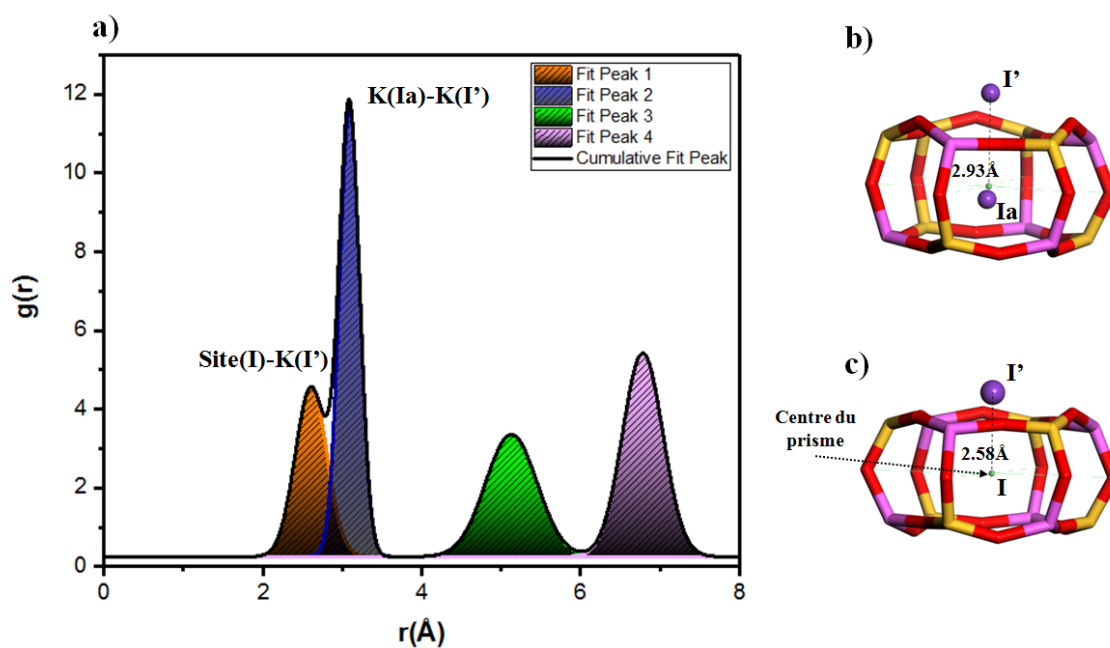 a)
12
10
8
6
4
2
0
g(r)
0
2
4
6
8
r(Å)
Site(I)-K(I’)
K(Ia)-K(I’)
Fit Peak 1
Fit Peak 2
Fit Peak 3
Fit Peak 4
Cumulative Fit Peak
b)
I’
2.93Å
Ia
c)
I’
Centre du
prisme
2.58Å
I